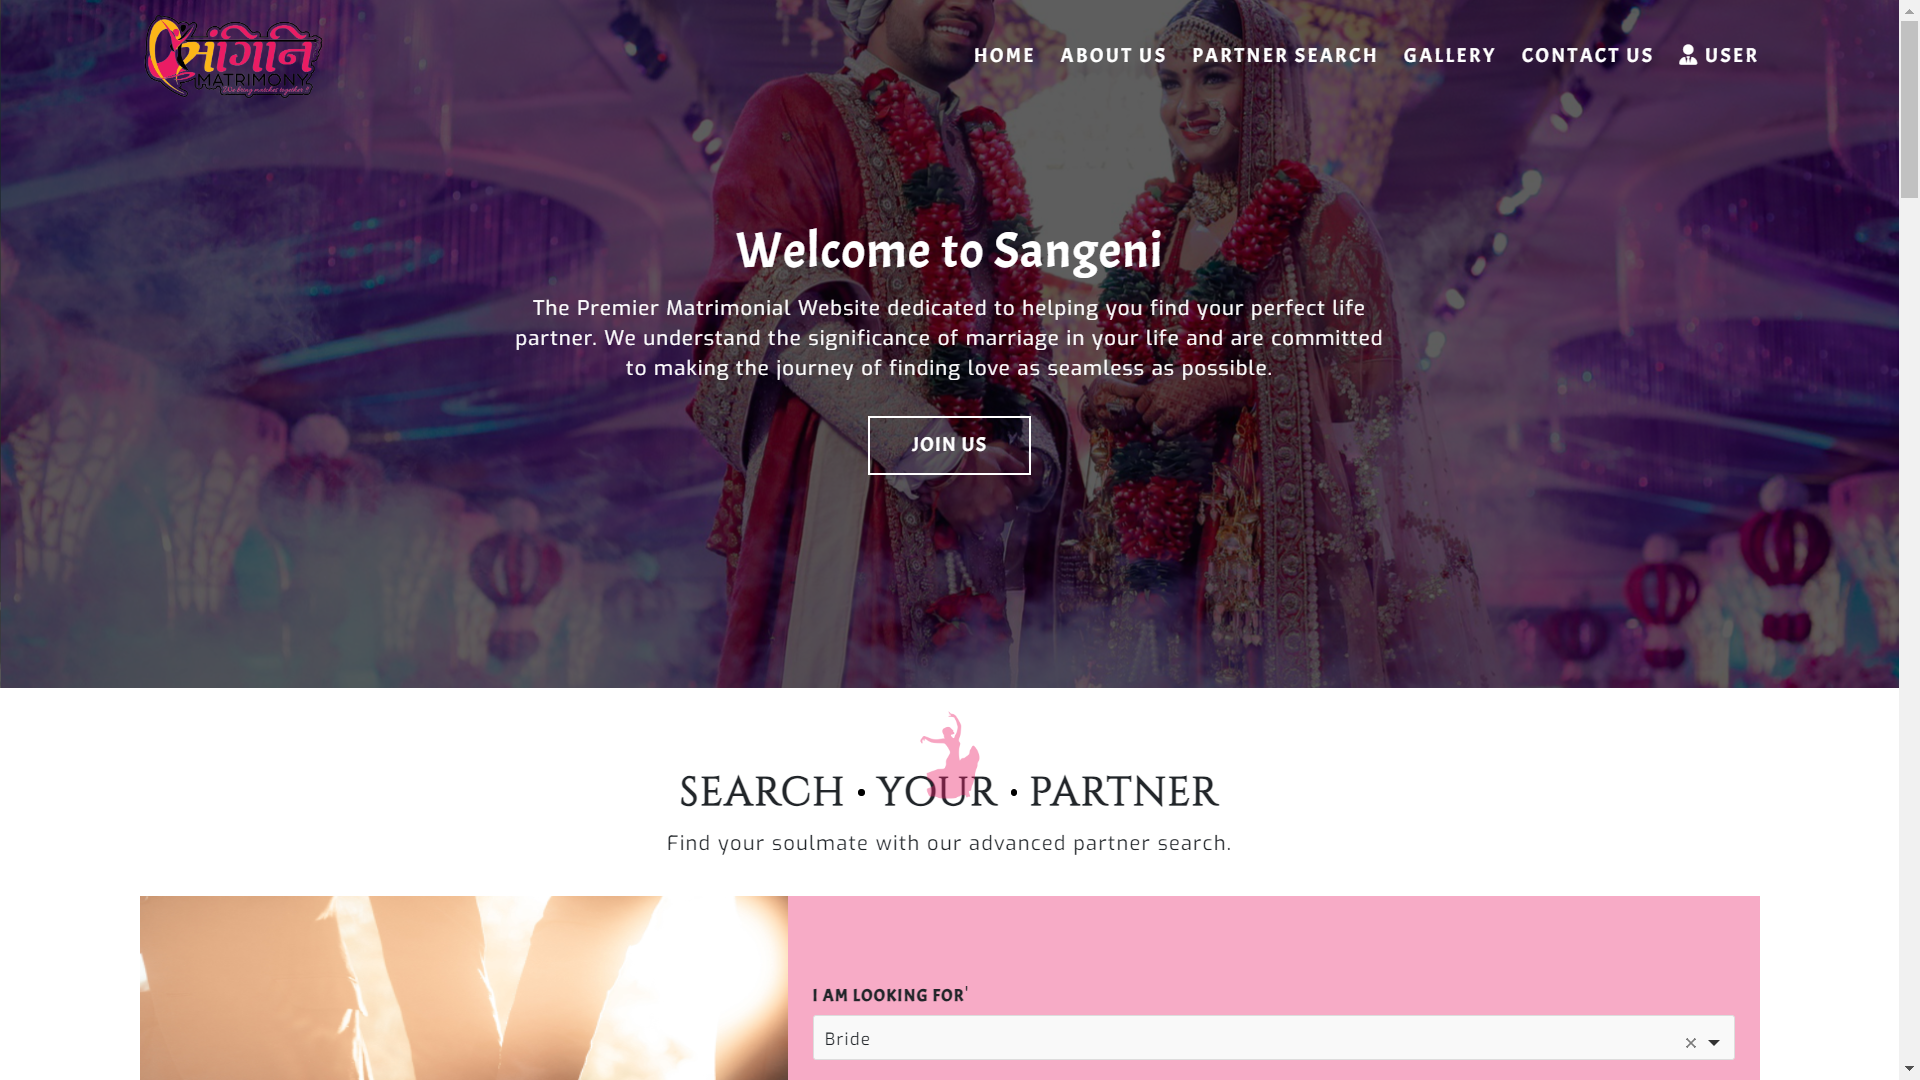 संगिनि
MATRIMONY
We bring matches together !!
HOME
ABOUT US
PARTNER SEARCH
GALLERY
CONTACT US
USER
Welcome to Sangeni
The Premier Matrimonial Website dedicated to helping you find your perfect life
partner. We understand the significance of marriage in your life and are committed
to making the journey of finding love as seamless as possible.
JOIN US
SEARCH • YOUR • PARTNER
Find your soulmate with our advanced partner search.
I AM LOOKING FOR'
Bride